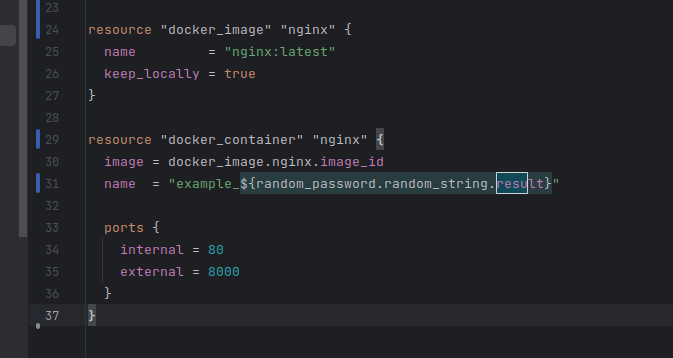 23
24 resource "docker_image" "nginx" {
25   name         = "nginx:latest"
26   keep_locally = true
27 }
28
29 resource "docker_container" "nginx" {
30   image = docker_image.nginx.image_id
31   name  = "example_${random_password.random_string.result}"
32
33   ports {
34     internal = 80
35     external = 8000
36   }
37 }